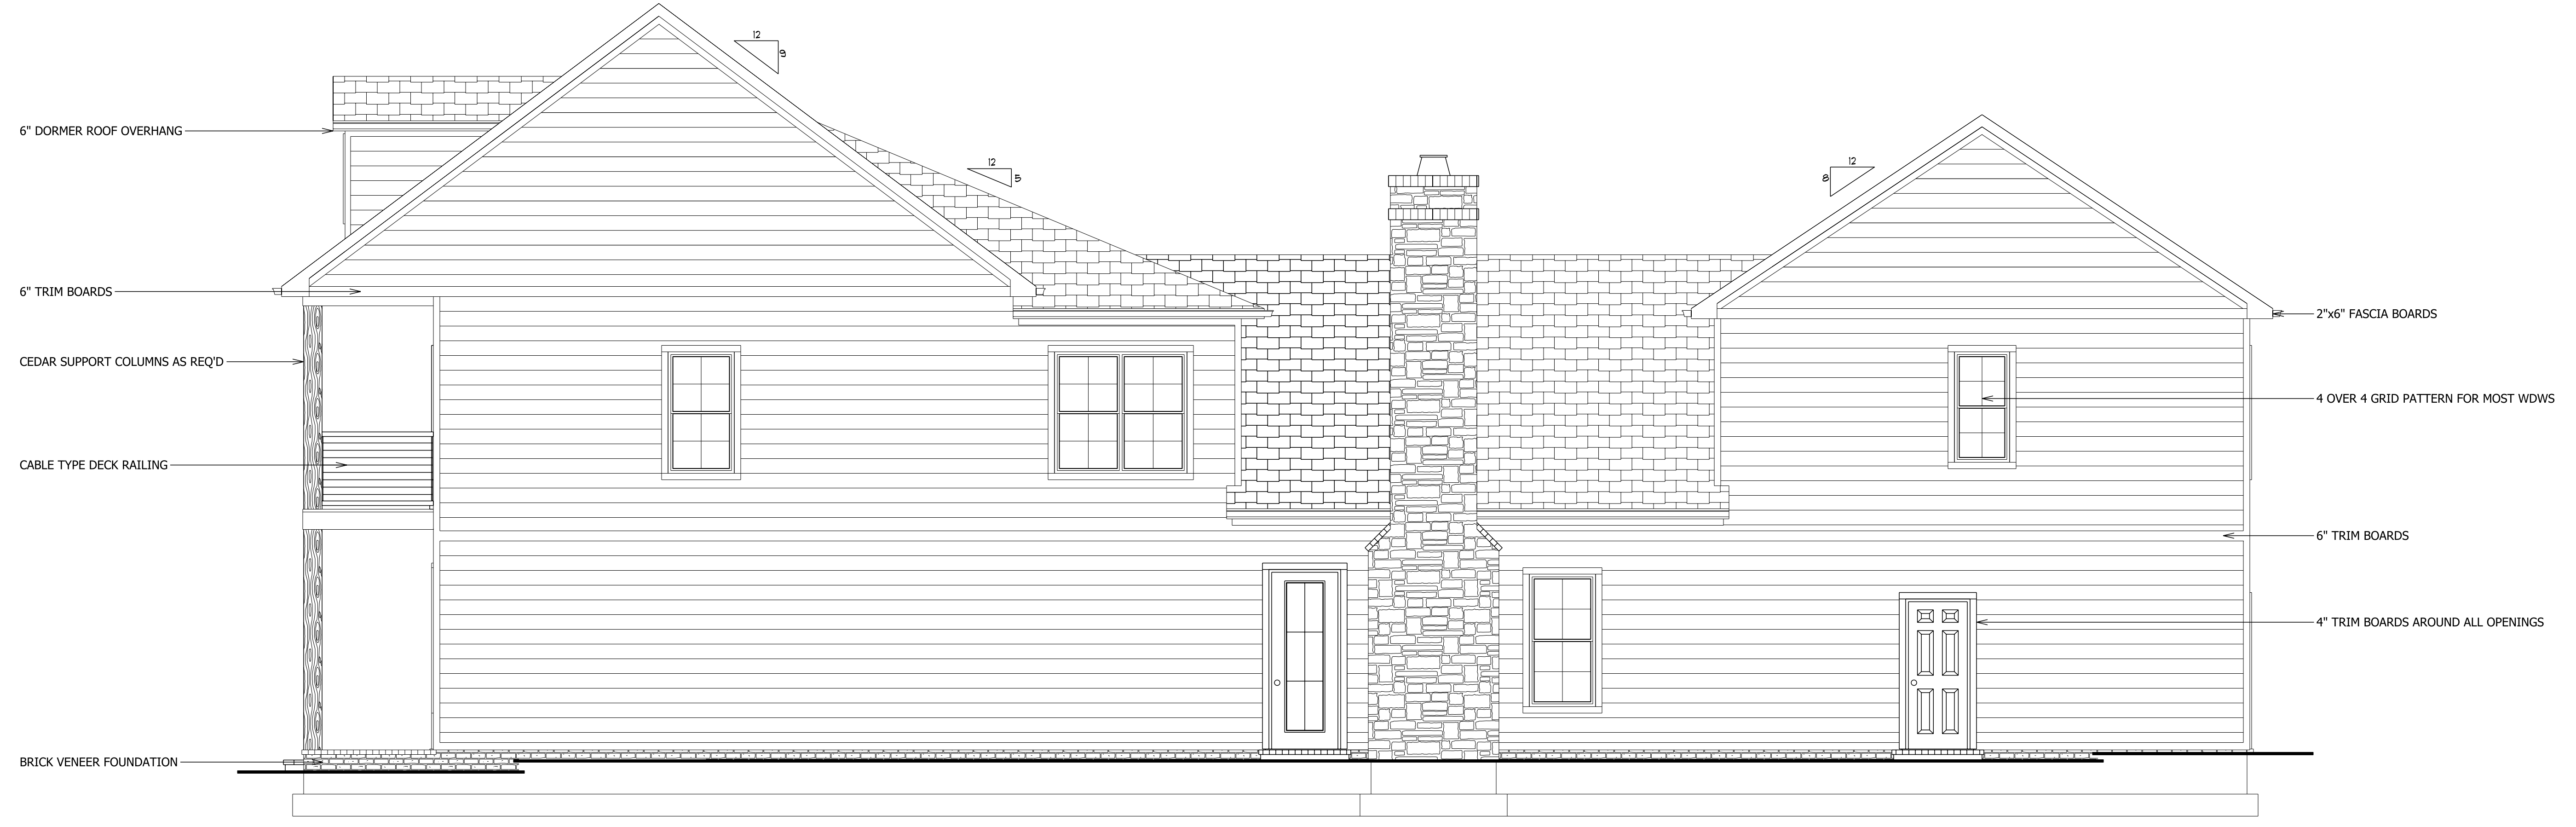 12
9
6" DORMER ROOF OVERHANG
12
5
12
8
6" TRIM BOARDS
2"x6" FASCIA BOARDS
CEDAR SUPPORT COLUMNS AS REQ'D
4 OVER 4 GRID PATTERN FOR MOST WDWS
CABLE TYPE DECK RAILING
6" TRIM BOARDS
4" TRIM BOARDS AROUND ALL OPENINGS
BRICK VENEER FOUNDATION